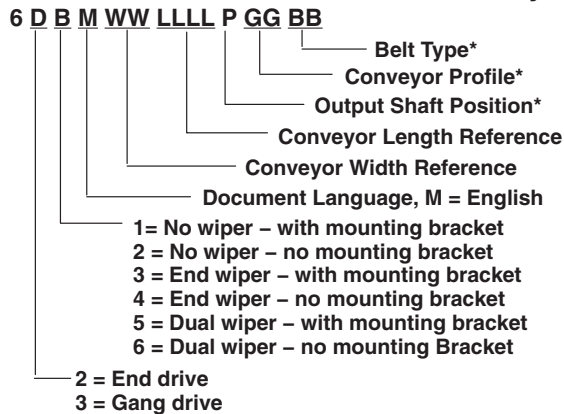 6 D B M WW LLLL P GG BB
Belt Type*
Conveyor Profile*
Output Shaft Position*
Conveyor Length Reference
Conveyor Width Reference
Document Language, M = English
1= No wiper – with mounting bracket
2 = No wiper – no mounting bracket
3 = End wiper – with mounting bracket
4 = End wiper – no mounting bracket
5 = Dual wiper – with mounting bracket
6 = Dual wiper – no mounting Bracket
2 = End drive
3 = Gang drive